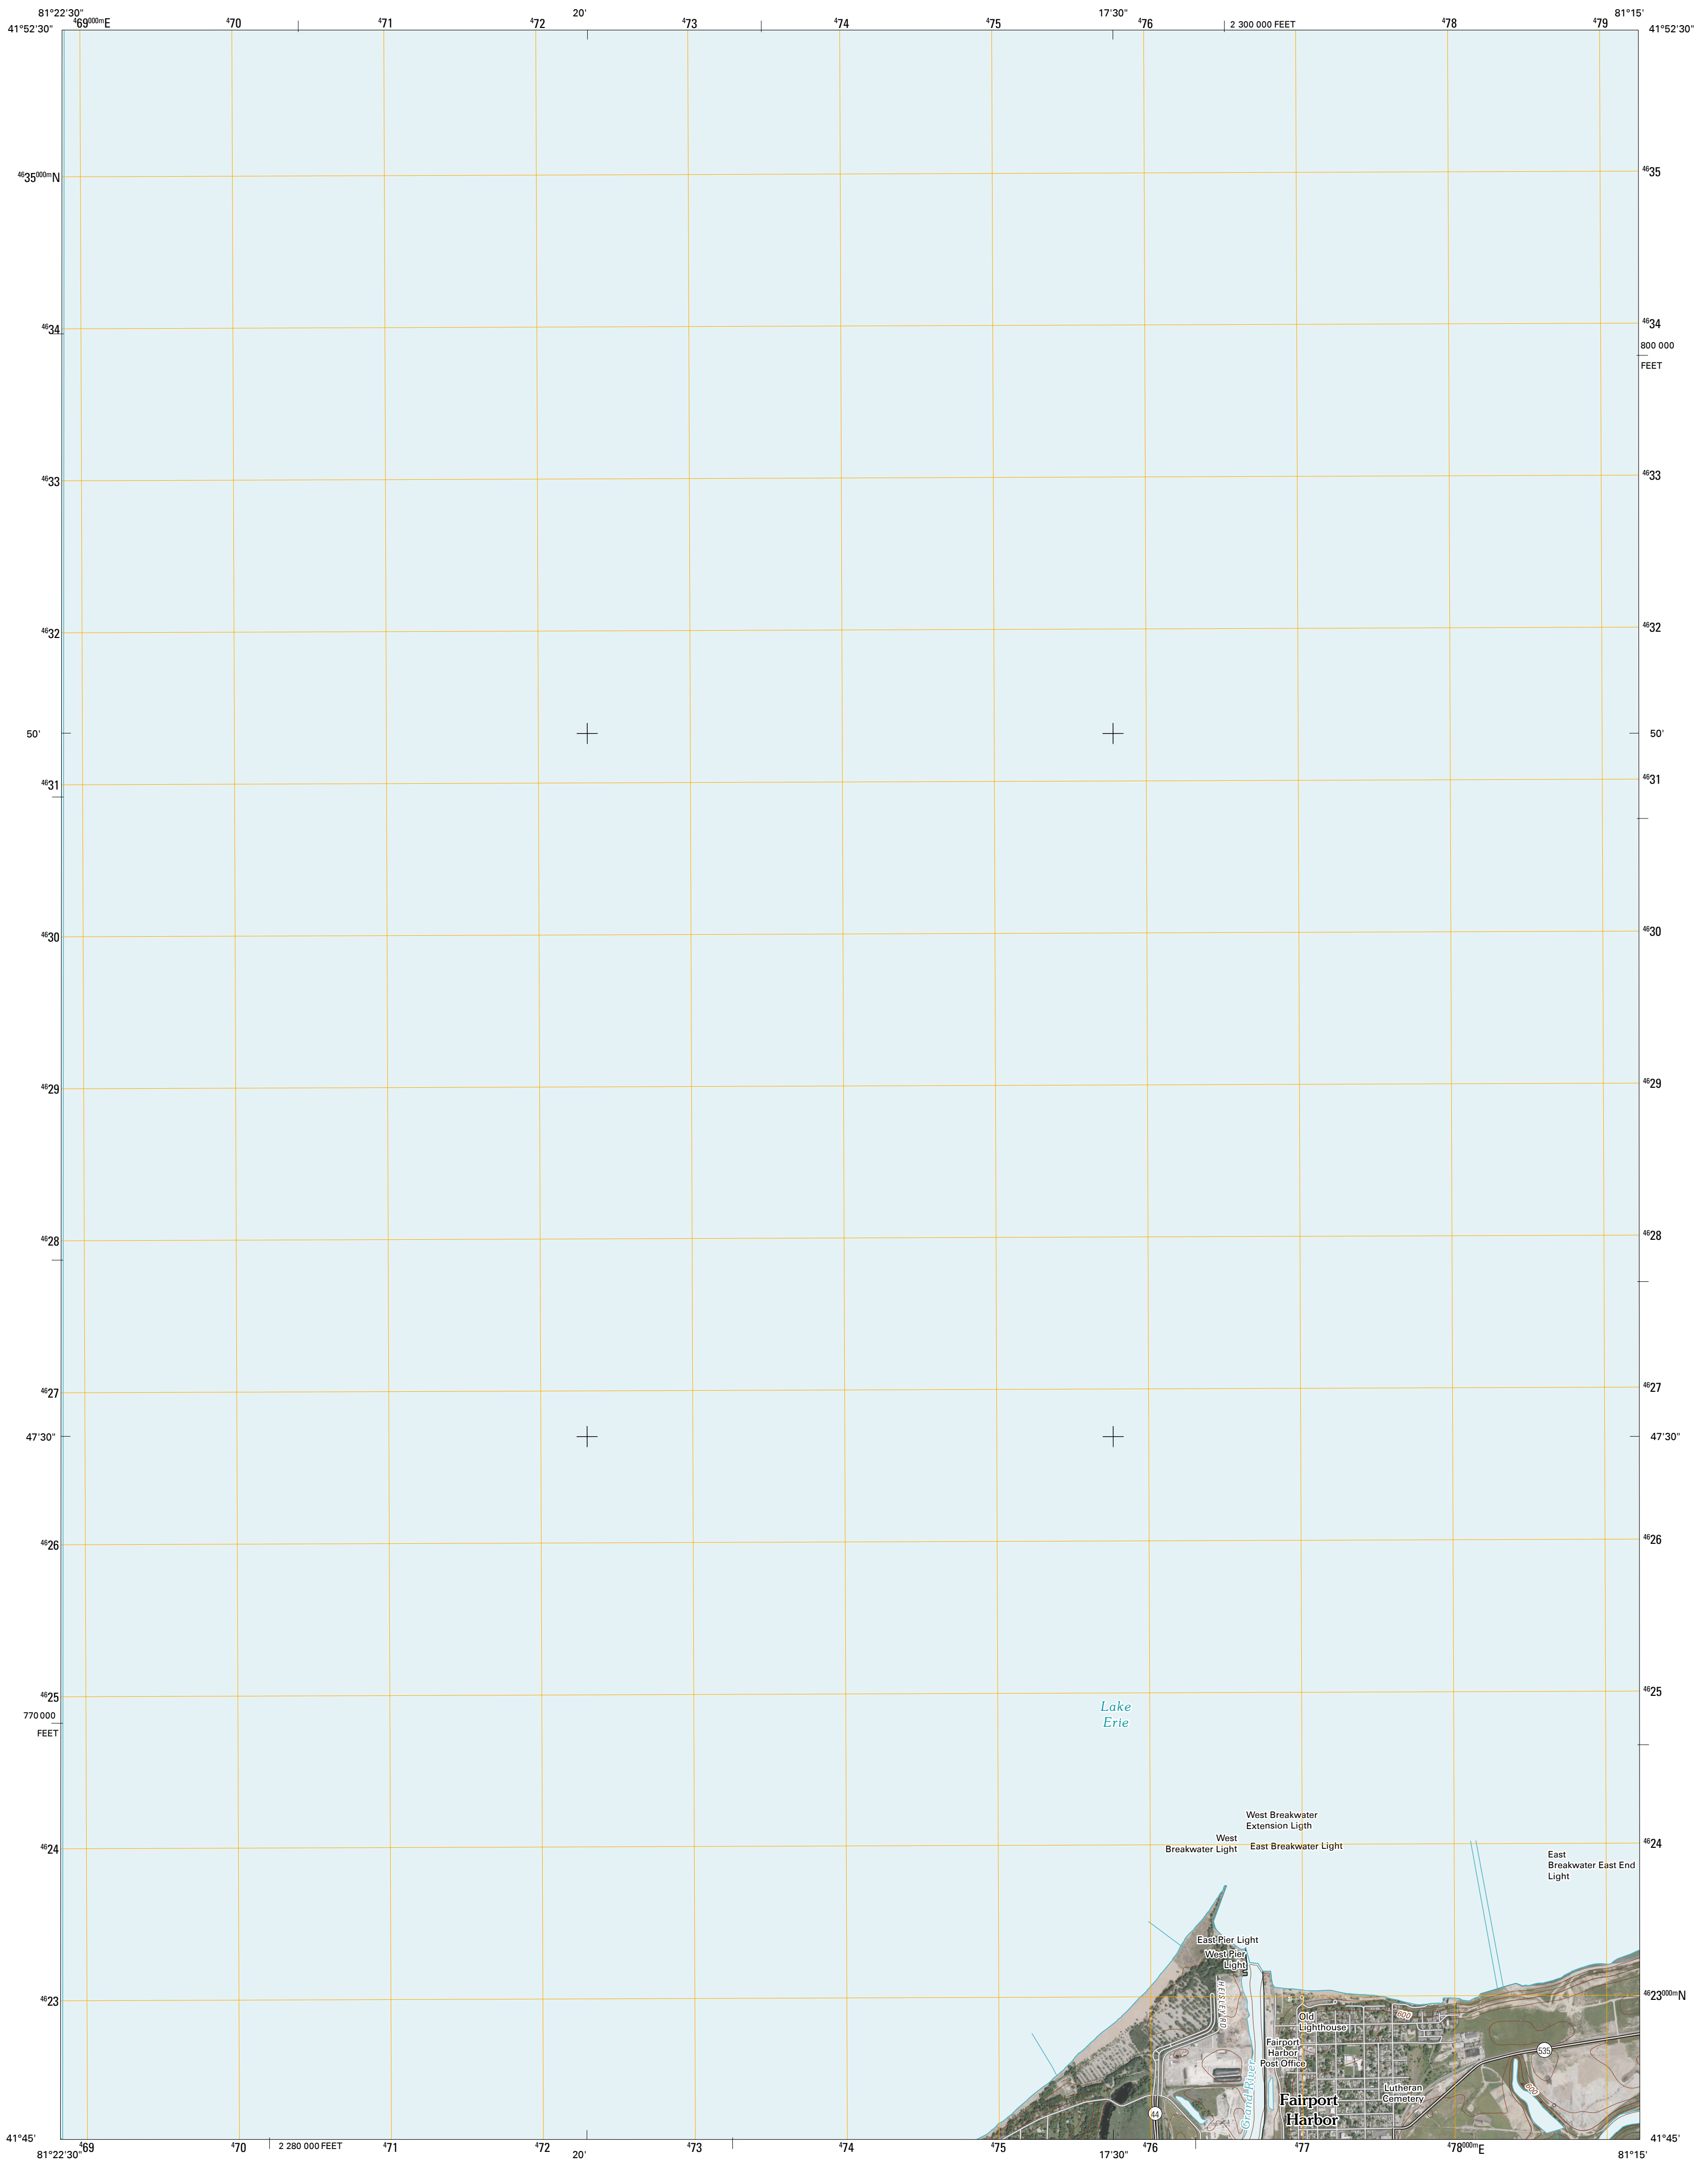 81°22'30" 20' 17'30" 81°15'
⁴69⁰⁰⁰ᵐE ⁴70 ⁴71 ⁴72 ⁴73 ⁴74 ⁴75 ⁴76 2 300 000 FEET ⁴78 ⁴79
41°52'30" 41°52'30"
⁴⁶35⁰⁰⁰ᵐN ⁴⁶35
⁴⁶34 ⁴⁶34
800 000
FEET
⁴⁶33 ⁴⁶33
⁴⁶32 ⁴⁶32
50' 50'
⁴⁶31 ⁴⁶31
⁴⁶30 ⁴⁶30
⁴⁶29 ⁴⁶29
⁴⁶28 ⁴⁶28
⁴⁶27 ⁴⁶27
47'30" 47'30"
⁴⁶26 ⁴⁶26
⁴⁶25 ⁴⁶25
770 000
FEET
Lake
Erie
West Breakwater
Extension Ligth
West
Breakwater Light
East Breakwater Light
⁴⁶24 ⁴⁶24
East
Breakwater East End
Light
East Pier Light
West Pier
Light
⁴⁶23 ⁴⁶23⁰⁰⁰ᵐN
HEISLEY RD
600
Old
Lighthouse
Fairport
Harbor
Post Office
535
600
Lutheran
Cemetery
Grand River
Fairport
Harbor
44
41°45' 41°45'
⁴69 ⁴70 2 280 000 FEET ⁴71 ⁴72 ⁴73 ⁴74 ⁴75 ⁴76 ⁴77 ⁴78⁰⁰⁰ᵐE
81°22'30" 20' 17'30" 81°15'